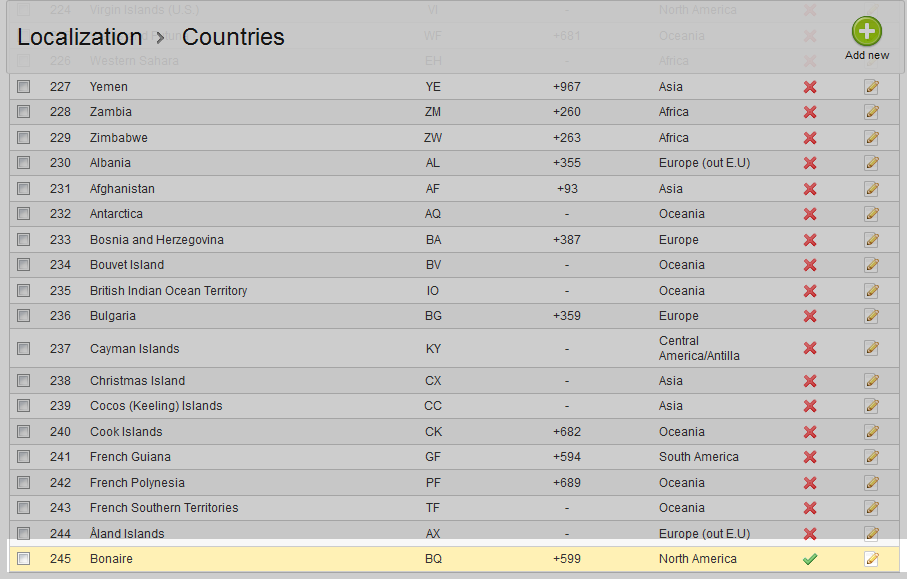 224 Virgin Islands (U.S.) VI - North America
Localization > Countries
WF +681 Oceania
Add new
226 Western Sahara EH - Africa
227 Yemen YE +967 Asia
228 Zambia ZM +260 Africa
229 Zimbabwe ZW +263 Africa
230 Albania AL +355 Europe (out E.U)
231 Afghanistan AF +93 Asia
232 Antarctica AQ - Oceania
233 Bosnia and Herzegovina BA +387 Europe
234 Bouvet Island BV - Oceania
235 British Indian Ocean Territory IO - Oceania
236 Bulgaria BG +359 Europe
237 Cayman Islands KY - Central
America/Antilla
238 Christmas Island CX - Asia
239 Cocos (Keeling) Islands CC - Asia
240 Cook Islands CK +682 Oceania
241 French Guiana GF +594 South America
242 French Polynesia PF +689 Oceania
243 French Southern Territories TF - Oceania
244 Åland Islands AX - Europe (out E.U)
245 Bonaire BQ +599 North America